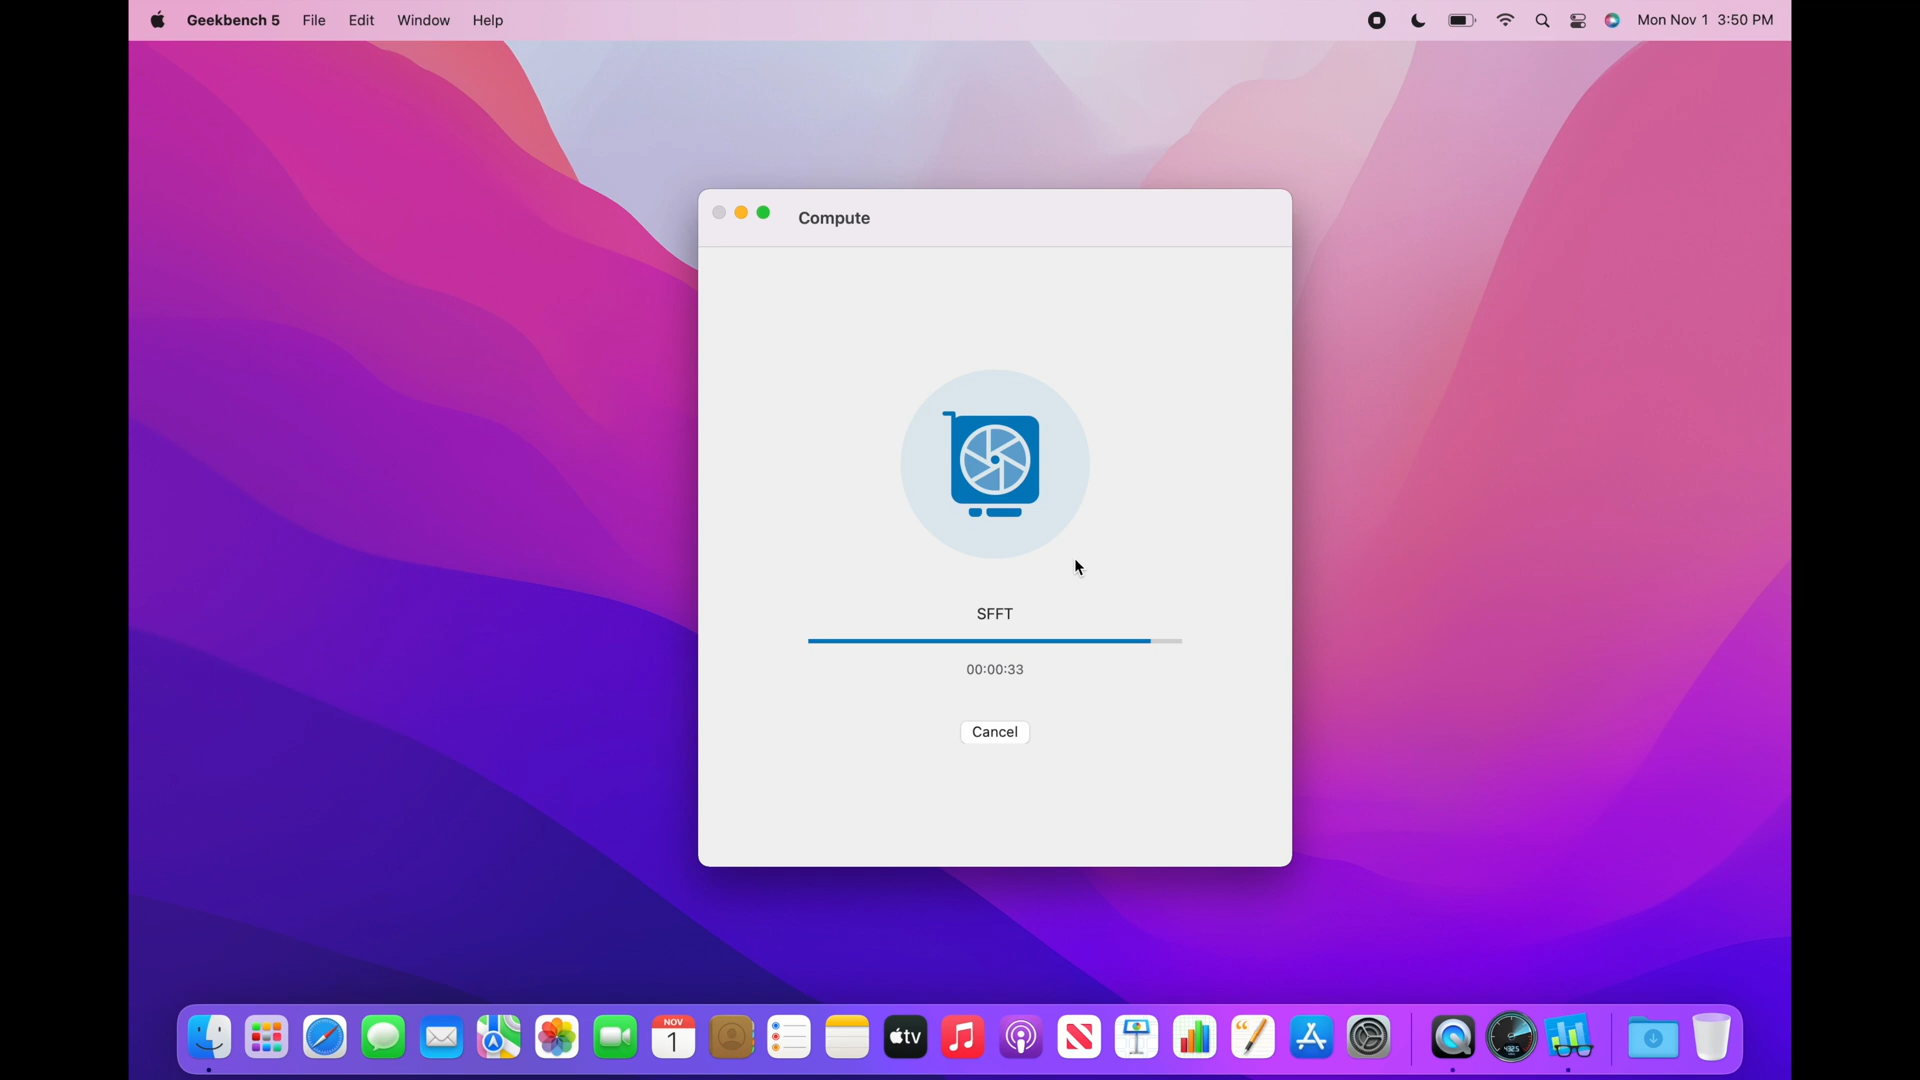 Geekbench 5 File Edit Window Help Mon Nov 1 3:50 PM
Compute
SFFT
00:00:33
Cancel
NOV
1
tv
4325